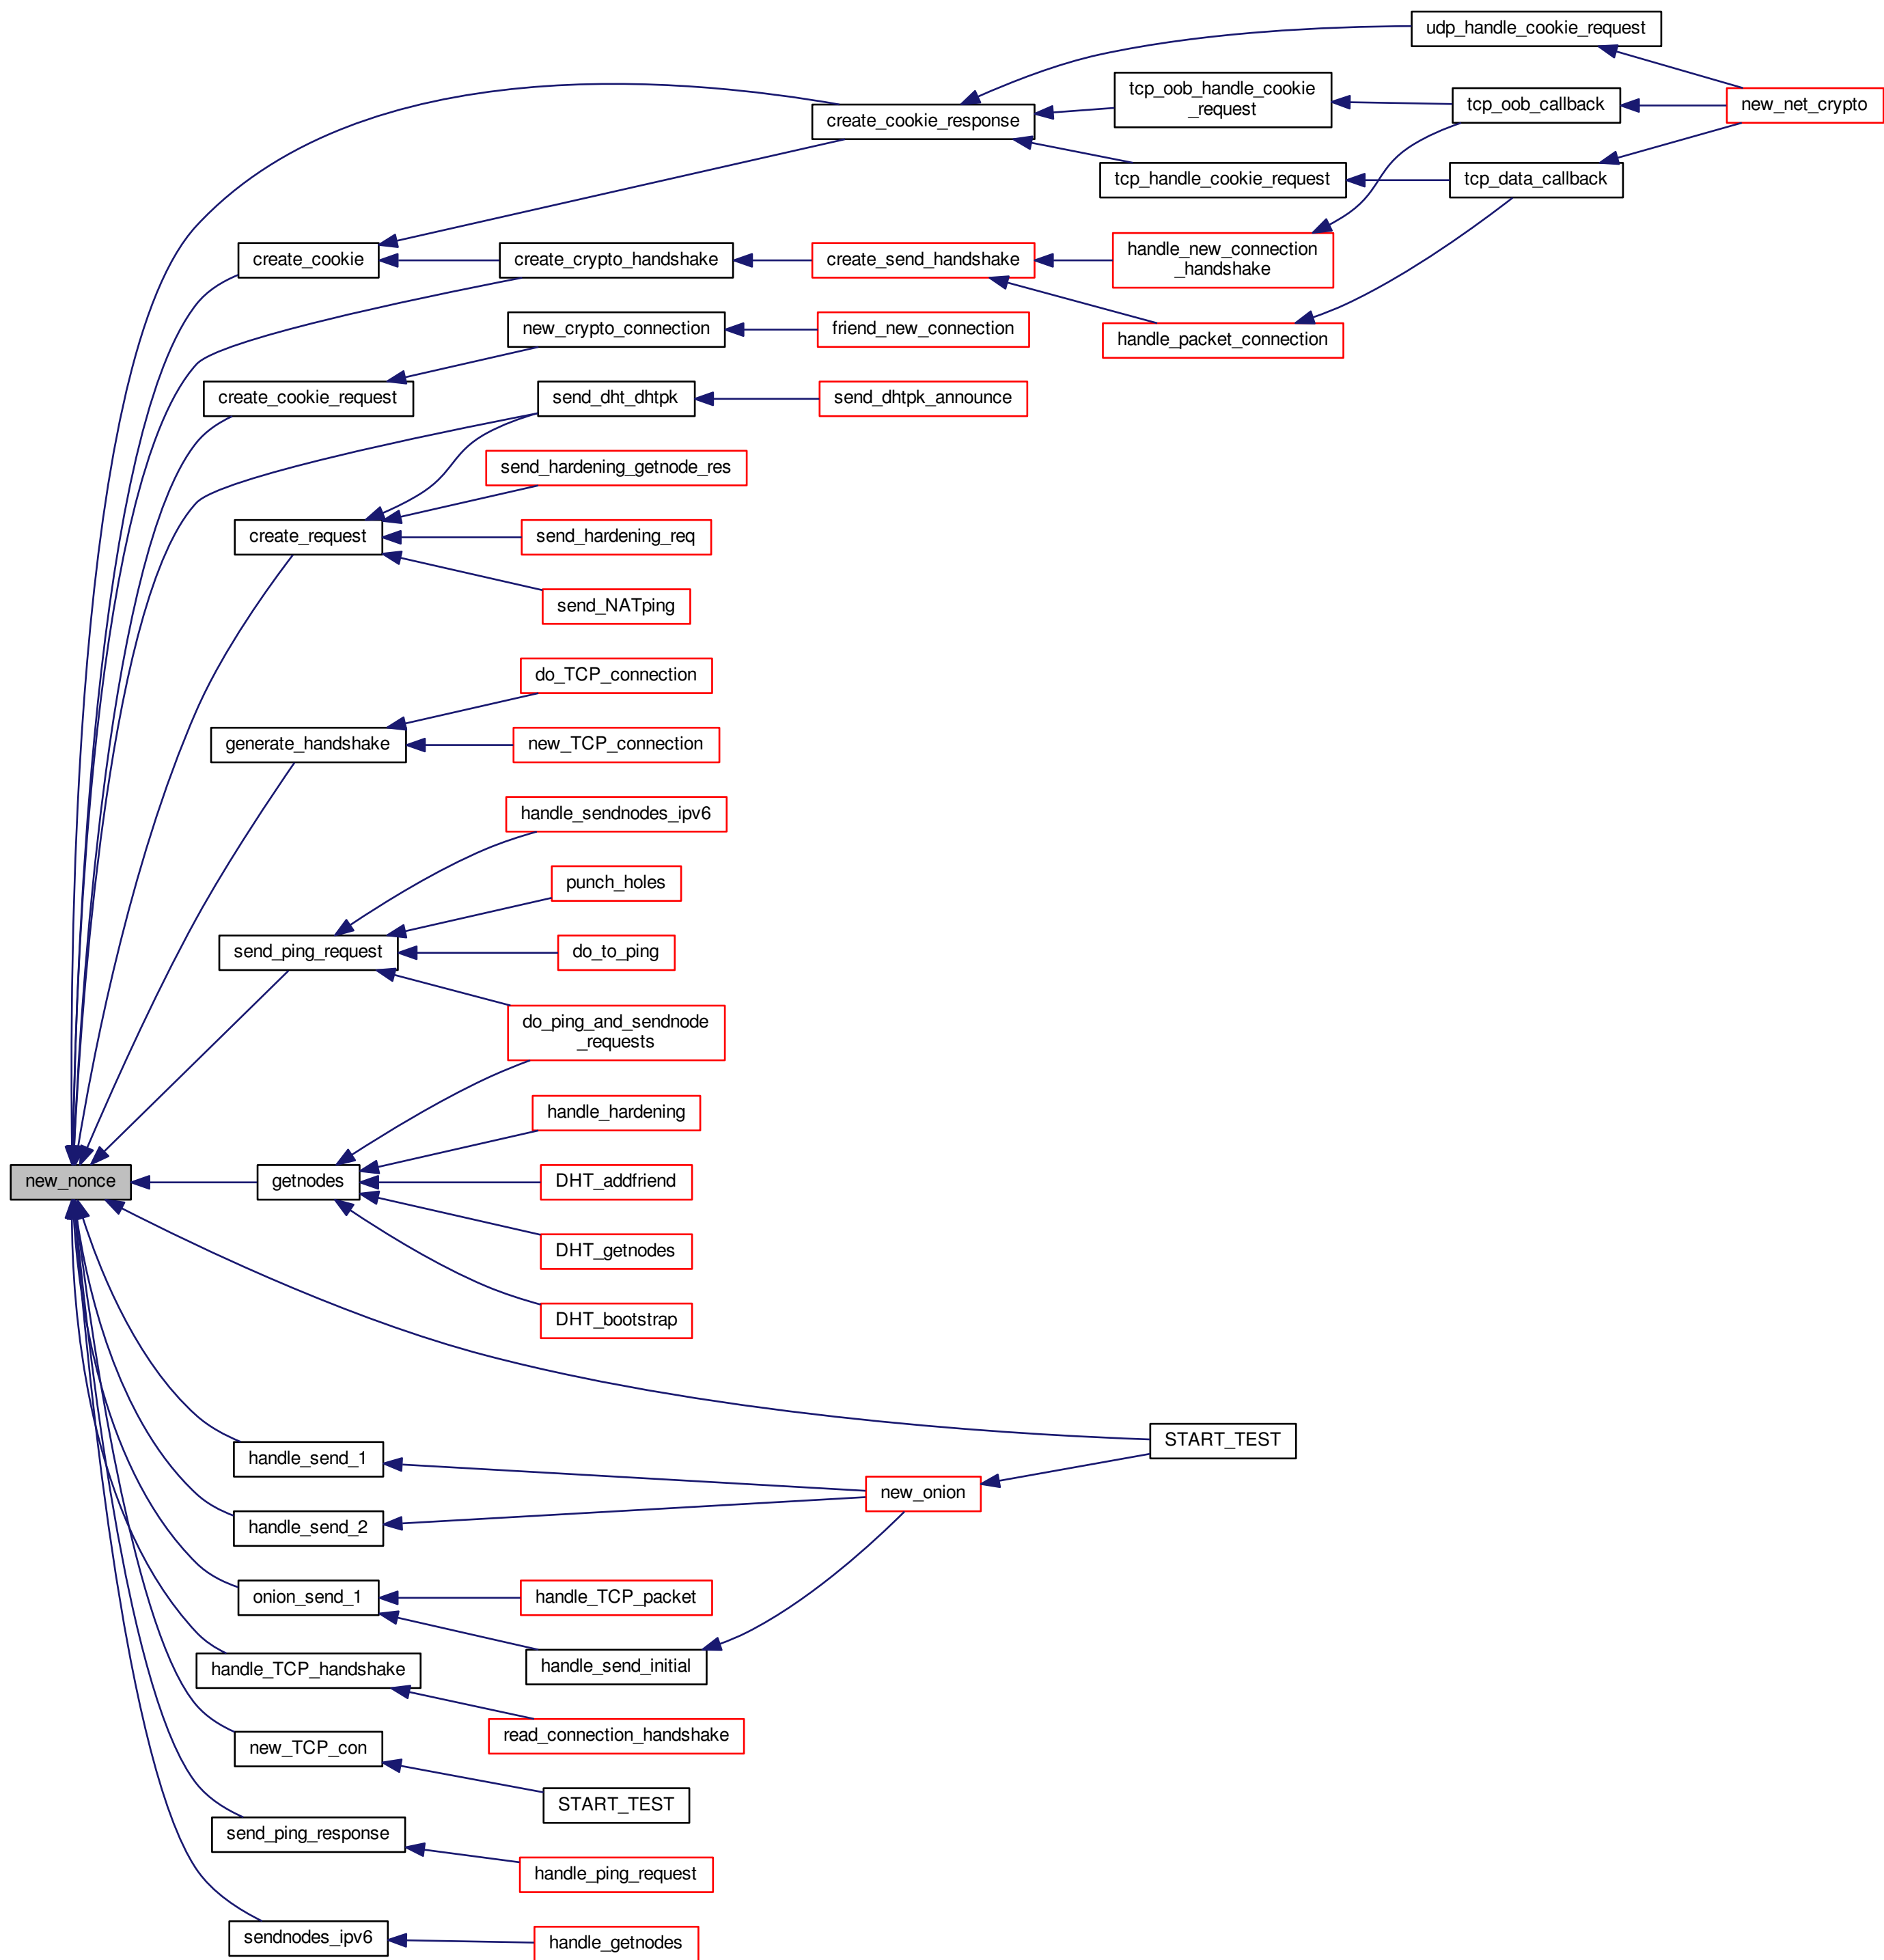 udp_handle_cookie_request
tcp_oob_handle_cookie
_request
tcp_oob_callback
new_net_crypto
create_cookie_response
tcp_handle_cookie_request
tcp_data_callback
create_cookie
create_crypto_handshake
create_send_handshake
handle_new_connection
_handshake
new_crypto_connection
friend_new_connection
handle_packet_connection
create_cookie_request
send_dht_dhtpk
send_dhtpk_announce
send_hardening_getnode_res
create_request
send_hardening_req
send_NATping
do_TCP_connection
generate_handshake
new_TCP_connection
handle_sendnodes_ipv6
punch_holes
send_ping_request
do_to_ping
do_ping_and_sendnode
_requests
handle_hardening
new_nonce
getnodes
DHT_addfriend
DHT_getnodes
DHT_bootstrap
START_TEST
handle_send_1
new_onion
handle_send_2
onion_send_1
handle_TCP_packet
handle_send_initial
handle_TCP_handshake
read_connection_handshake
new_TCP_con
START_TEST
send_ping_response
handle_ping_request
sendnodes_ipv6
handle_getnodes